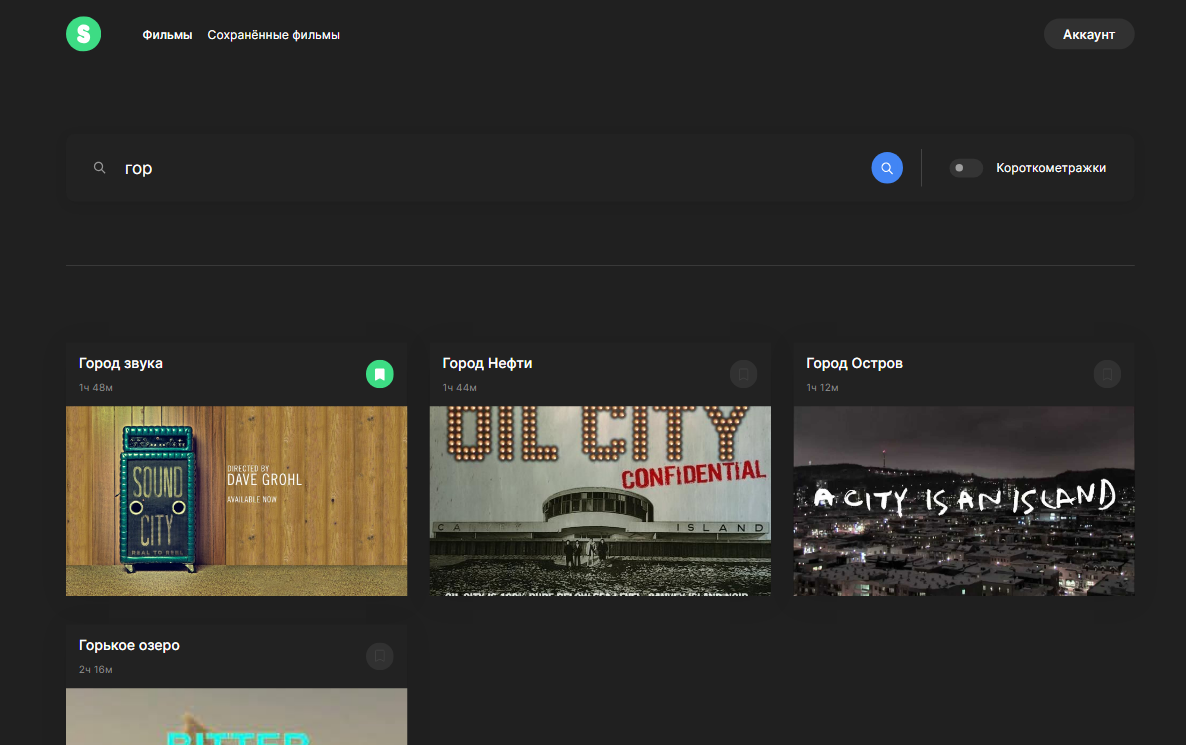 S
Фильмы
Сохранённые фильмы
Аккаунт
гор
Короткометражки
Город звука
1ч 48м
SOUND
CITY
REAL TO REEL
DIRECTED BY
DAVE GROHL
AVAILABLE NOW
Город Нефти
1ч 44м
OIL CITY
CONFIDENTIAL
CA ISLAND
Город Остров
1ч 12м
A CITY IS AN ISLAND
Горькое озеро
2ч 16м
BITTER